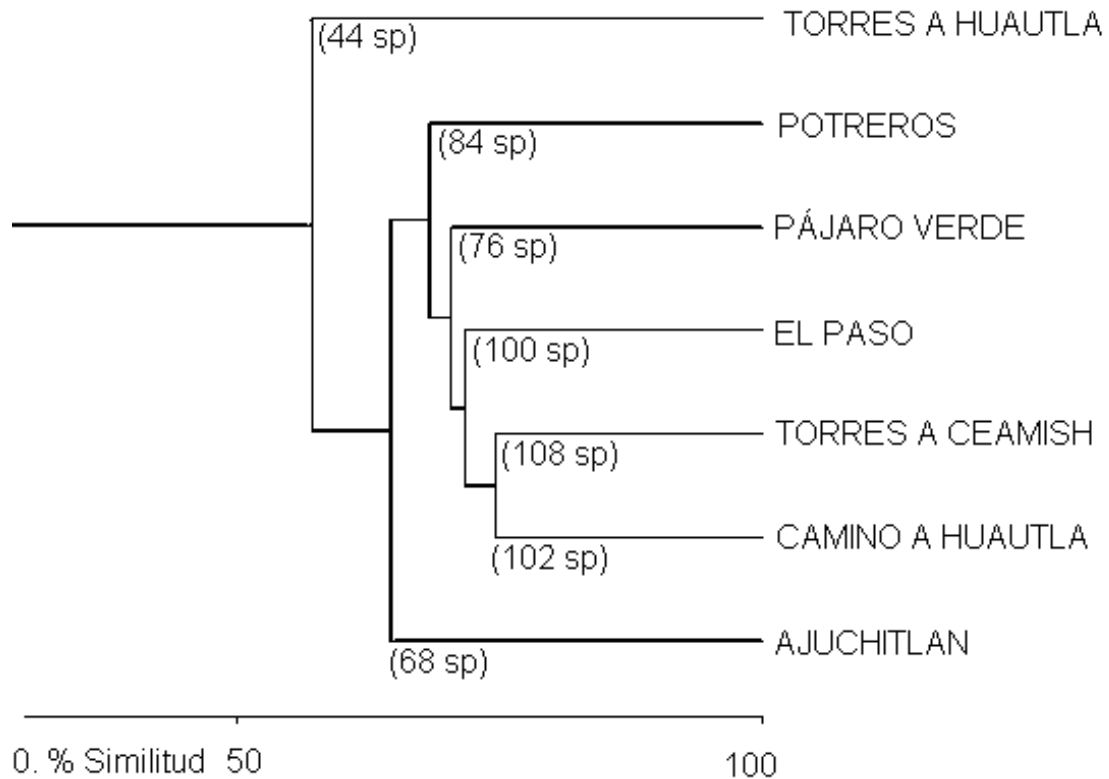 (44 sp) TORRES A HUAUTLA
(84 sp) POTREROS
(76 sp) PÁJARO VERDE
(100 sp) EL PASO
(108 sp) TORRES A CEAMISH
(102 sp) CAMINO A HUAUTLA
(68 sp) AJUCHITLAN
0. % Similitud 50 100